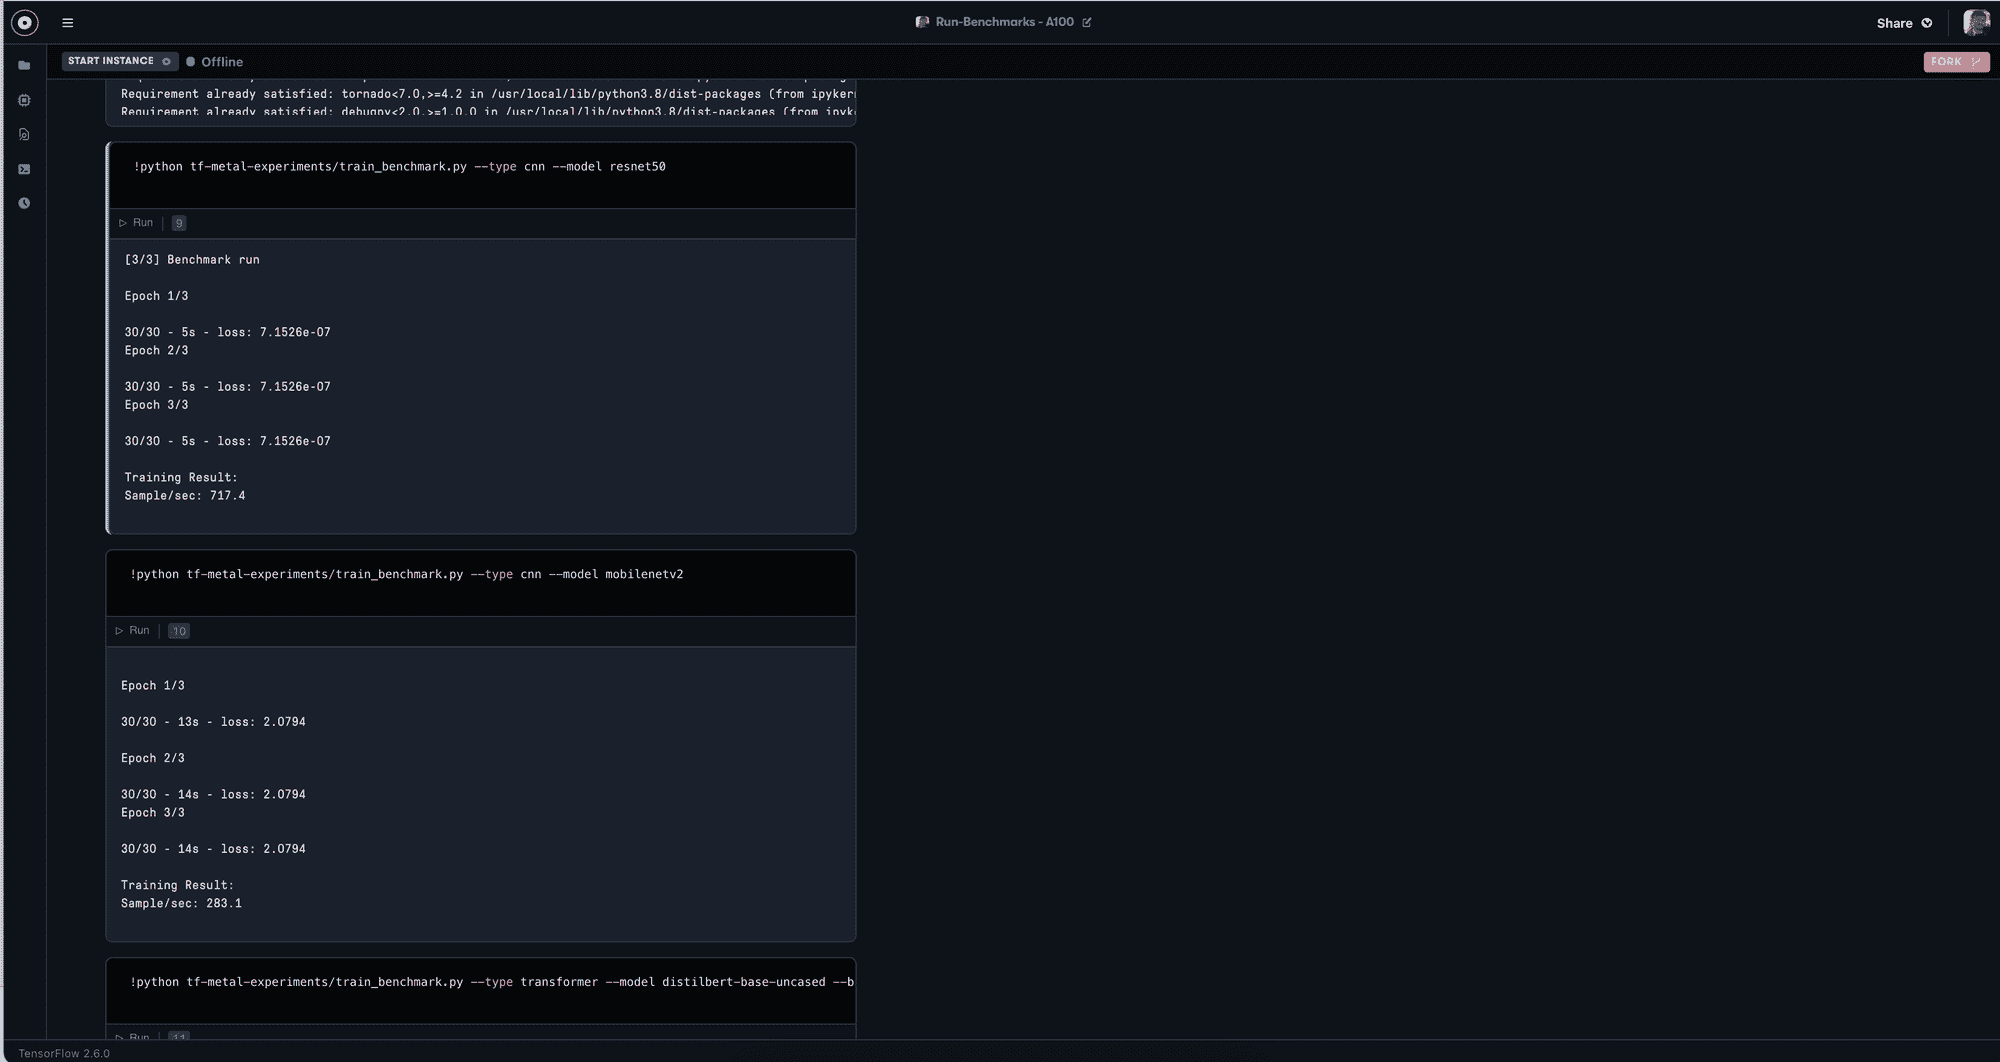 Run-Benchmarks - A100
Share
START INSTANCE
Offline
FORK
Requirement already satisfied: tornado<7.0,>=4.2 in /usr/local/lib/python3.8/dist-packages (from ipyker
Requirement already satisfied: debugpy<2.0,>=1.0.0 in /usr/local/lib/python3.8/dist-packages (from ipyk
!python tf-metal-experiments/train_benchmark.py --type cnn --model resnet50
Run 9
[3/3] Benchmark run
Epoch 1/3
30/30 - 5s - loss: 7.1526e-07
Epoch 2/3
30/30 - 5s - loss: 7.1526e-07
Epoch 3/3
30/30 - 5s - loss: 7.1526e-07
Training Result:
Sample/sec: 717.4
!python tf-metal-experiments/train_benchmark.py --type cnn --model mobilenetv2
Run 10
Epoch 1/3
30/30 - 13s - loss: 2.0794
Epoch 2/3
30/30 - 14s - loss: 2.0794
Epoch 3/3
30/30 - 14s - loss: 2.0794
Training Result:
Sample/sec: 283.1
!python tf-metal-experiments/train_benchmark.py --type transformer --model distilbert-base-uncased --b
Run 11
TensorFlow 2.6.0